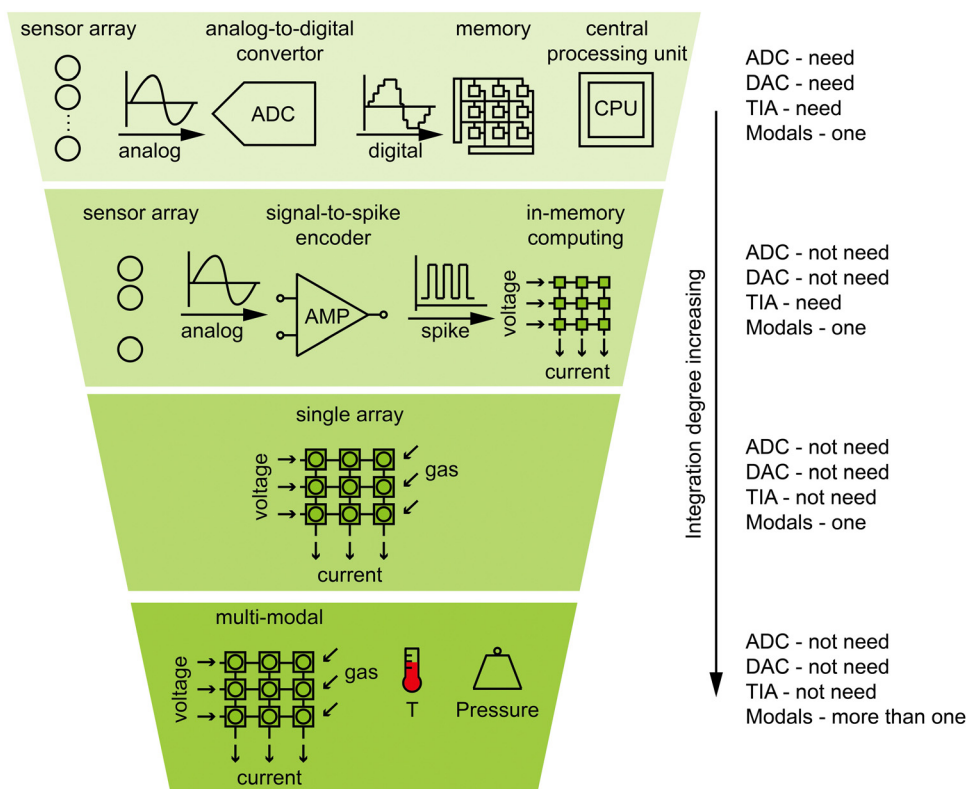 sensor array
analog-to-digital
convertor
memory
central
processing unit
ADC
CPU
analog
digital
ADC - need
DAC - need
TIA - need
Modals - one
sensor array
signal-to-spike
encoder
in-memory
computing
analog
AMP
spike
voltage
current
ADC - not need
DAC - not need
TIA - need
Modals - one
Integration degree increasing
single array
voltage
gas
current
ADC - not need
DAC - not need
TIA - not need
Modals - one
multi-modal
voltage
gas
T
Pressure
current
ADC - not need
DAC - not need
TIA - not need
Modals - more than one